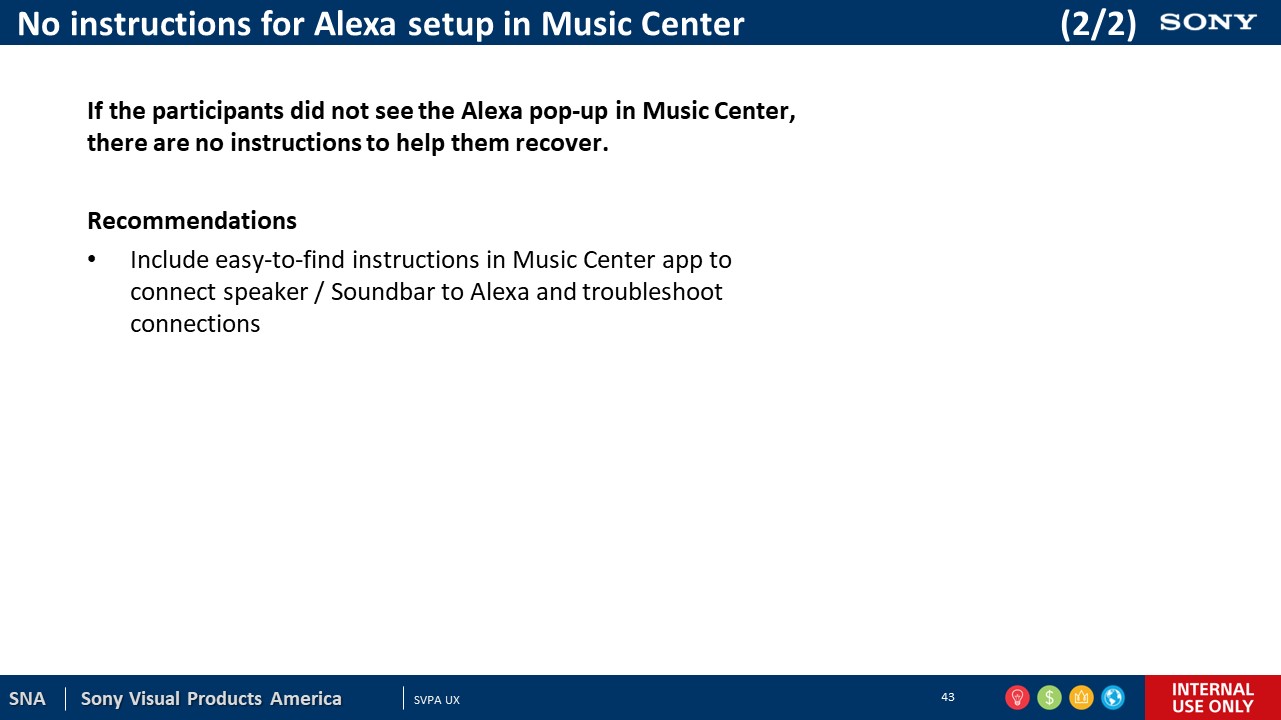 No instructions for Alexa setup in Music Center (2/2) SONY
If the participants did not see the Alexa pop-up in Music Center,
there are no instructions to help them recover.
Recommendations
• Include easy-to-find instructions in Music Center app to
connect speaker / Soundbar to Alexa and troubleshoot
connections
SNA Sony Visual Products America SVPA UX 43 $ INTERNAL
USE ONLY